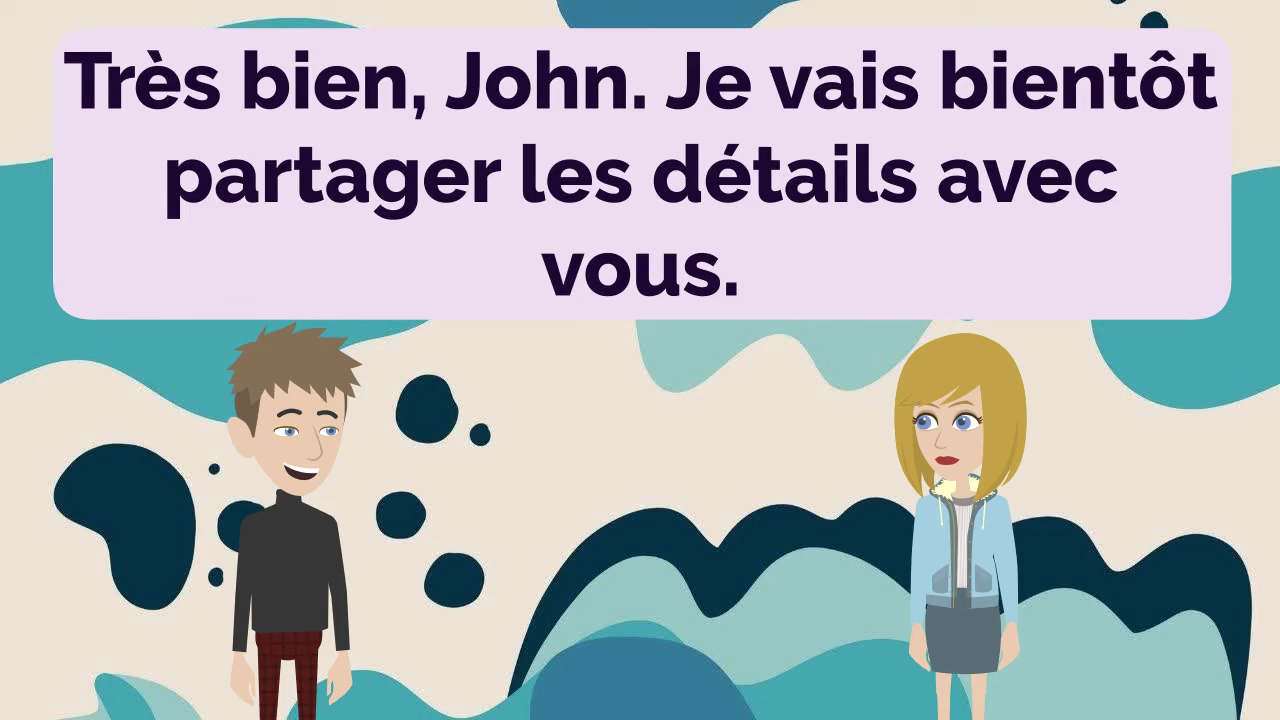 Très bien, John. Je vais bientôt
partager les détails avec
vous.